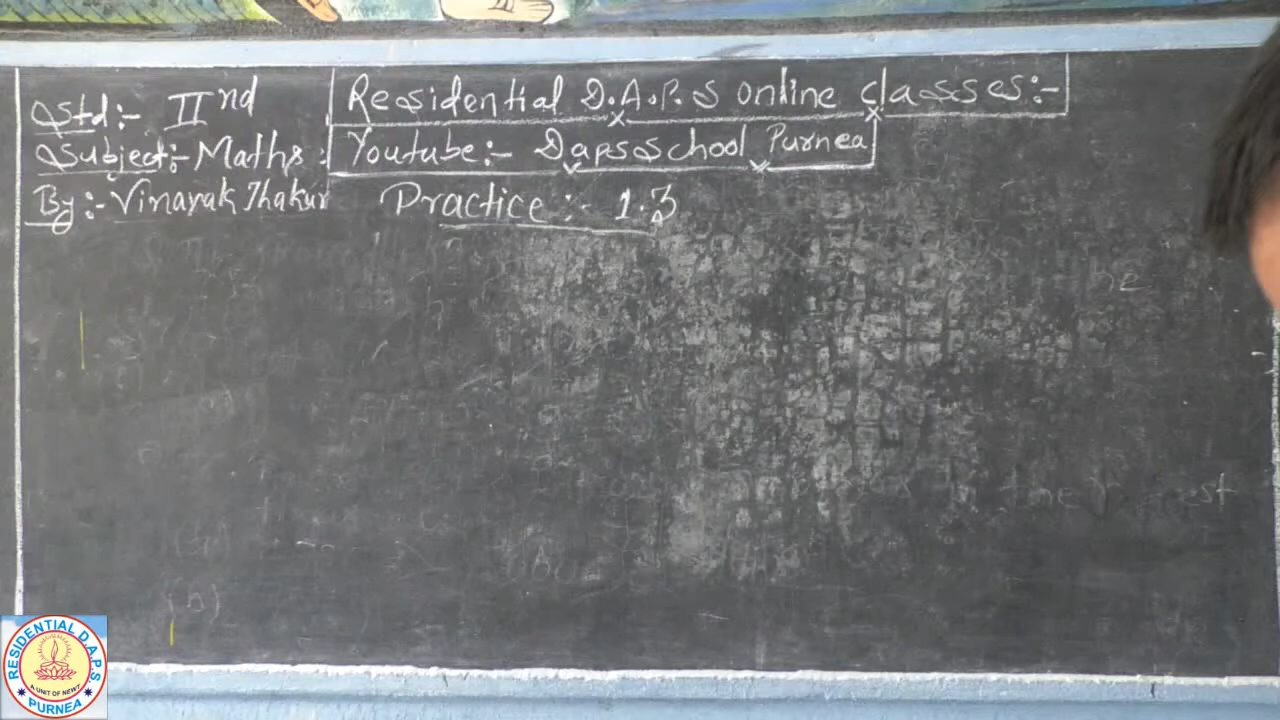 Std:- IInd
Subject:- Maths:
By:- Vinayak Thakur
Residential D.A.P.S online classes:-
Youtube:- Dapsschool Purnea
Practice:- 1.3
RESIDENTIAL D.A.P.S
A UNIT OF NEWZ
PURNEA